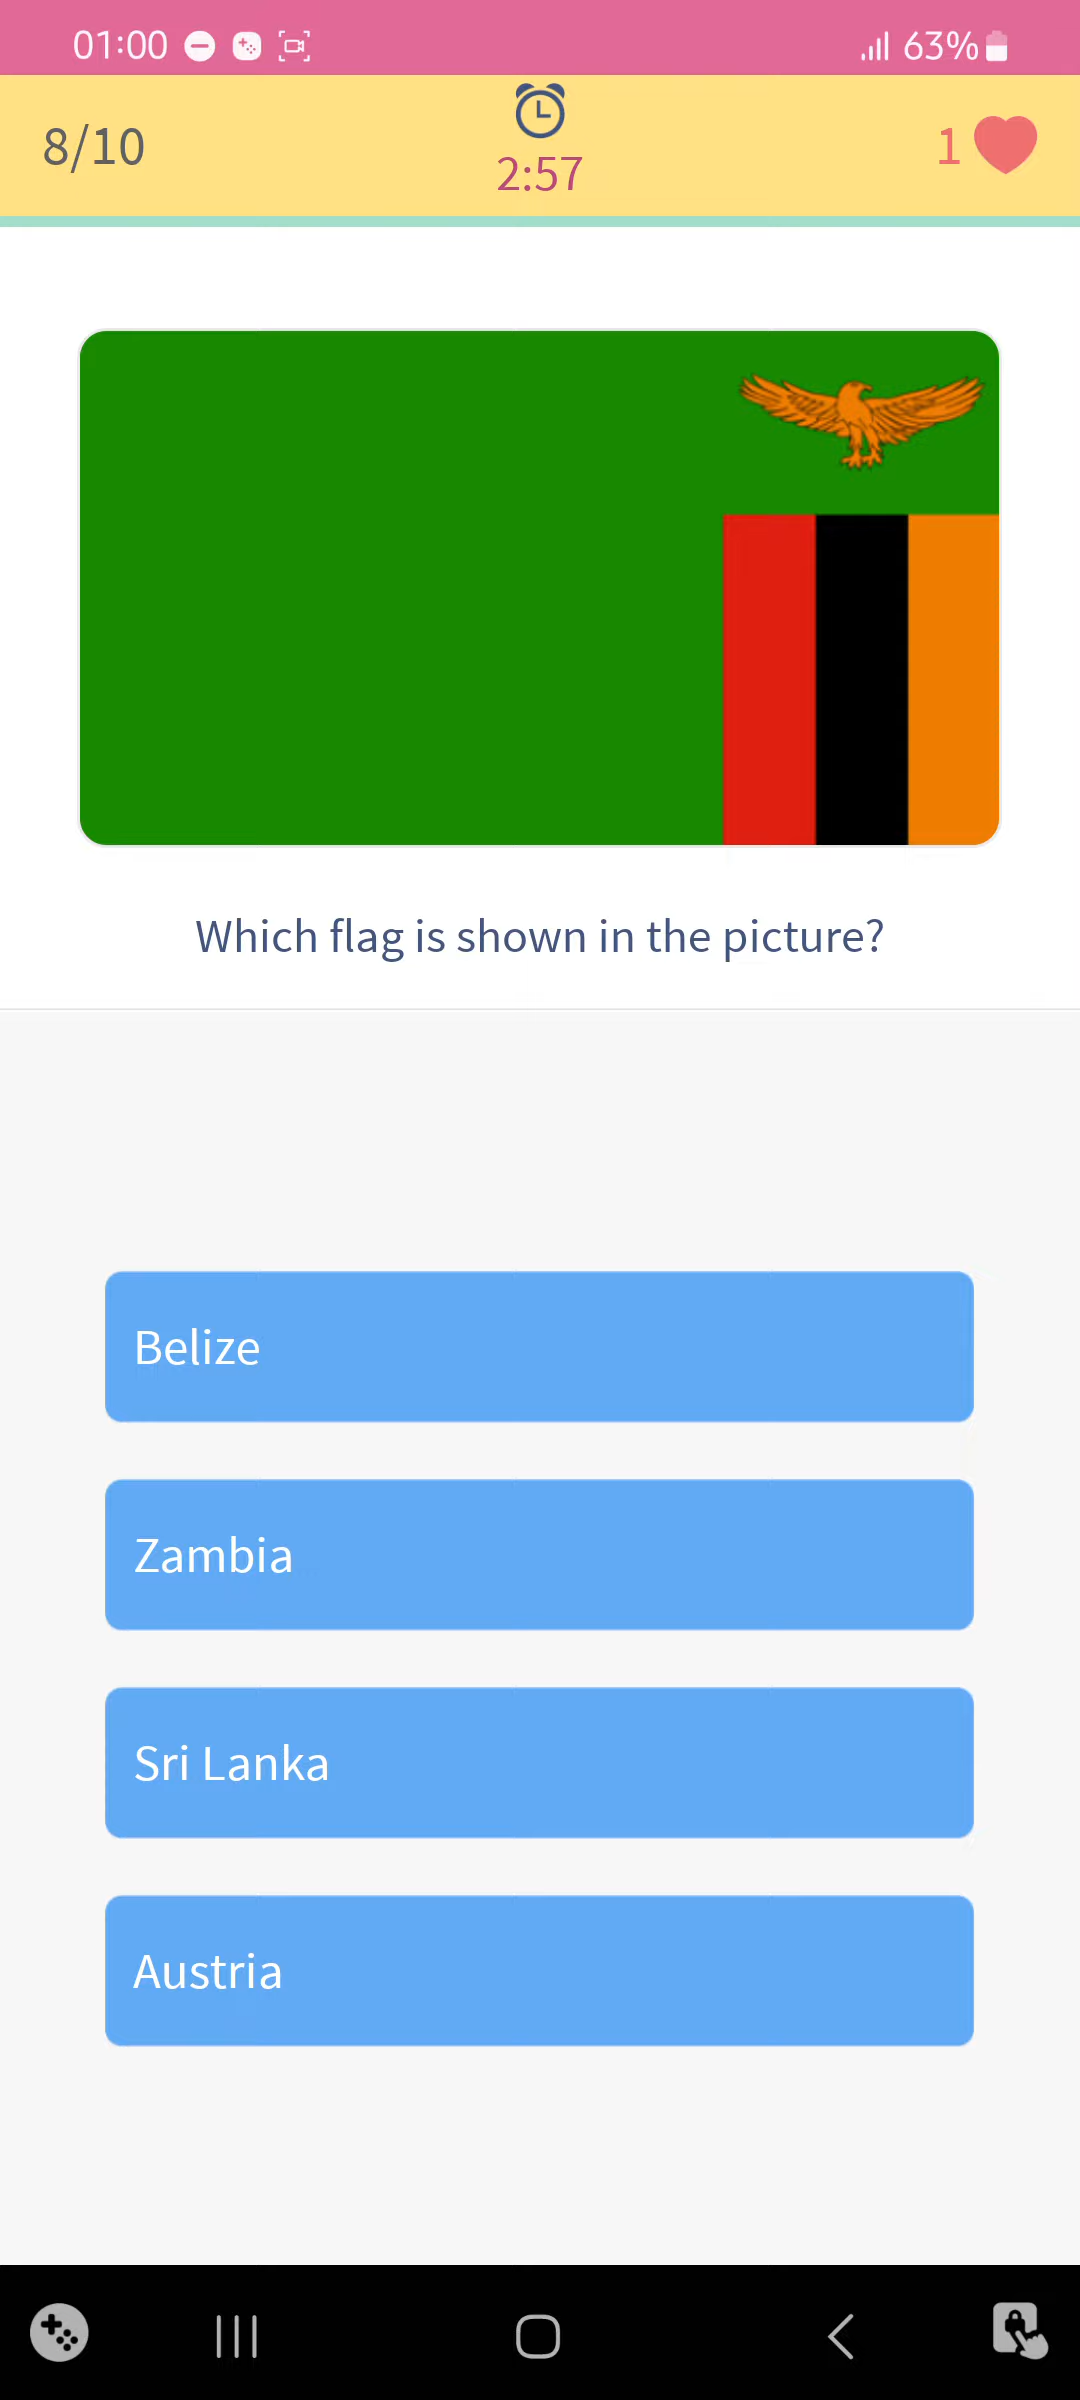 01:00
63%
8/10
2:57
1
Which flag is shown in the picture?
Belize
Zambia
Sri Lanka
Austria